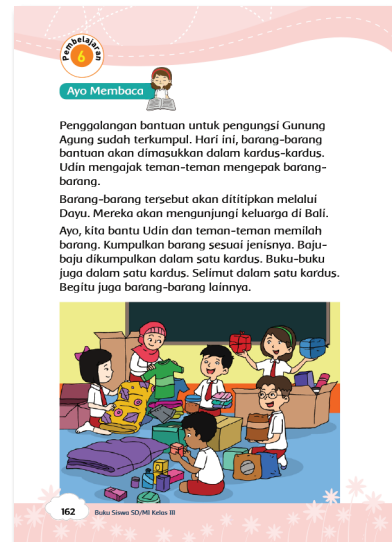 Pembelajaran
6
Ayo Membaca
Penggalangan bantuan untuk pengungsi Gunung
Agung sudah terkumpul. Hari ini, barang-barang
bantuan akan dimasukkan dalam kardus-kardus.
Udin mengajak teman-teman mengepak barang-
barang.
Barang-barang tersebut akan dititipkan melalui
Dayu. Mereka akan mengunjungi keluarga di Bali.
Ayo, kita bantu Udin dan teman-teman memilah
barang. Kumpulkan barang sesuai jenisnya. Baju-
baju dikumpulkan dalam satu kardus. Buku-buku
juga dalam satu kardus. Selimut dalam satu kardus.
Begitu juga barang-barang lainnya.
162
Buku Siswa SD/MI Kelas III